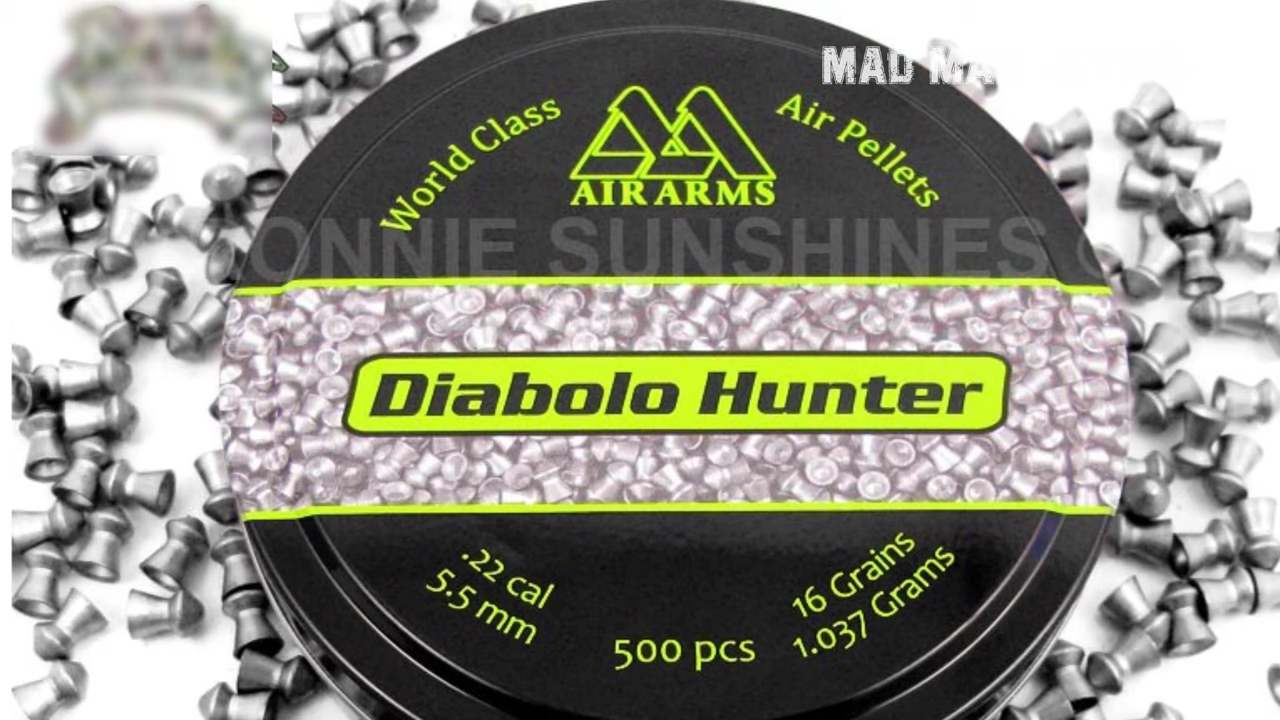 MAD MA
World Class
AIR ARMS
Air Pellets
ONNIE SUNSHINES
Diabolo Hunter
.22 cal
5.5 mm
500 pcs
16 Grains
1.037 Grams